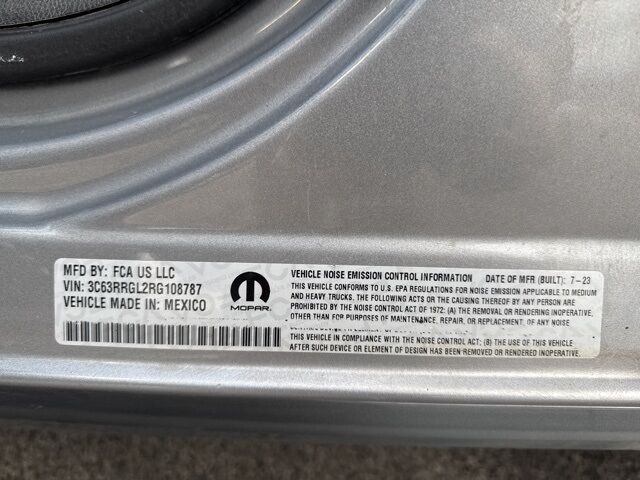 MFD BY: FCA US LLC
VIN: 3C63RRGL2RG108787
VEHICLE MADE IN: MEXICO
MOPAR
VEHICLE NOISE EMISSION CONTROL INFORMATION DATE OF MFR (BUILT): 7-23
THIS VEHICLE CONFORMS TO U.S. EPA REGULATIONS FOR NOISE EMISSION APPLICABLE TO MEDIUM
AND HEAVY TRUCKS. THE FOLLOWING ACTS OR THE CAUSING THEREOF BY ANY PERSON
ARE PROHIBITED BY THE NOISE CONTROL ACT OF 1972: (A) THE REMOVAL OR RENDERING INOPERATIVE,
OTHER THAN FOR PURPOSES OF MAINTENANCE, REPAIR, OR REPLACEMENT, OF ANY NOISE
THIS VEHICLE IN COMPLIANCE WITH THE NOISE CONTROL ACT; (B) THE USE OF THIS VEHICLE
AFTER SUCH DEVICE OR ELEMENT OF DESIGN HAS BEEN REMOVED OR RENDERED INOPERATIVE.